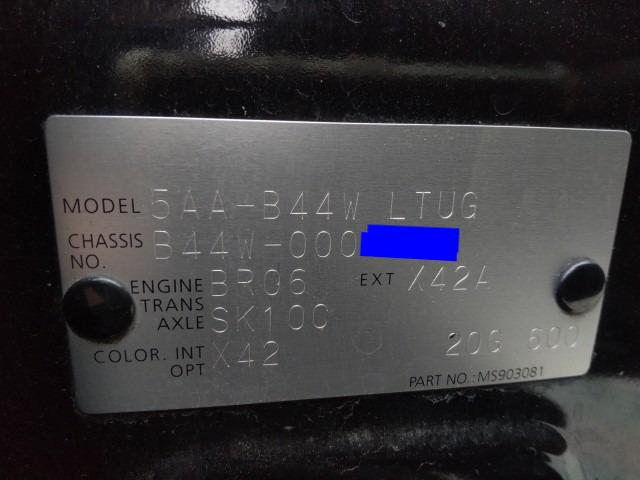 MODEL 5AA-B44W LTUG
CHASSIS NO. B44W-000
ENGINE BR06 EXT X42A
TRANS AXLE SK10C
COLOR. INT X42
OPT 20G 600
PART NO.: MS903081